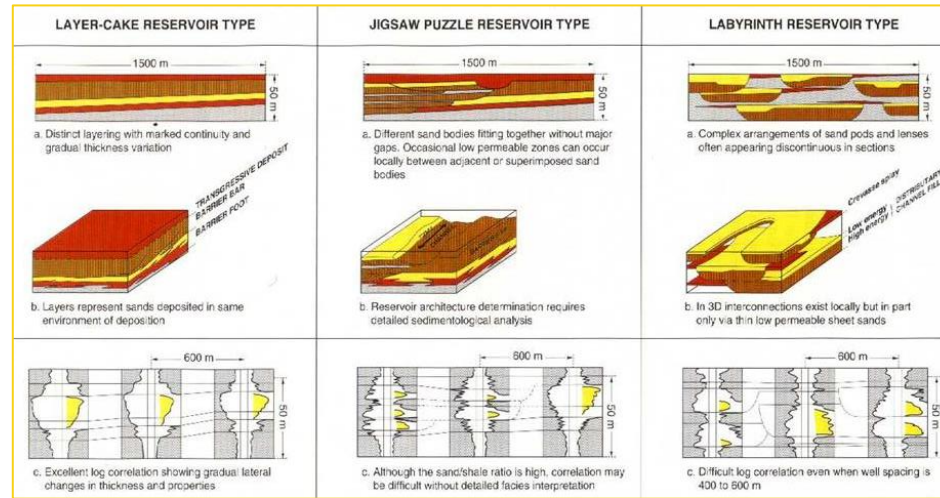 LAYER-CAKE RESERVOIR TYPE
1500 m
50 m
a. Distinct layering with marked continuity and
gradual thickness variation
TRANSGRESSIVE DEPOSIT
BARRIER BAR
BARRIER FOOT
b. Layers represent sands deposited in same
environment of deposition
600 m
50 m
c. Excellent log correlation showing gradual lateral
changes in thickness and properties
JIGSAW PUZZLE RESERVOIR TYPE
1500 m
50 m
a. Different sand bodies fitting together without major
gaps. Occasional low permeable zones can occur
locally between adjacent or superimposed sand
bodies
b. Reservoir architecture determination requires
detailed sedimentological analysis
600 m
50 m
c. Although the sand/shale ratio is high, correlation may
be difficult without detailed facies interpretation
LABYRINTH RESERVOIR TYPE
1500 m
50 m
a. Complex arrangements of sand pods and lenses
often appearing discontinuous in sections
Crevasse splay
Low energy
high energy
DISTRIBUTARY
CHANNEL FILL
b. In 3D interconnections exist locally but in part
only via thin low permeable sheet sands
600 m
50 m
c. Difficult log correlation even when well spacing is
400 to 600 m